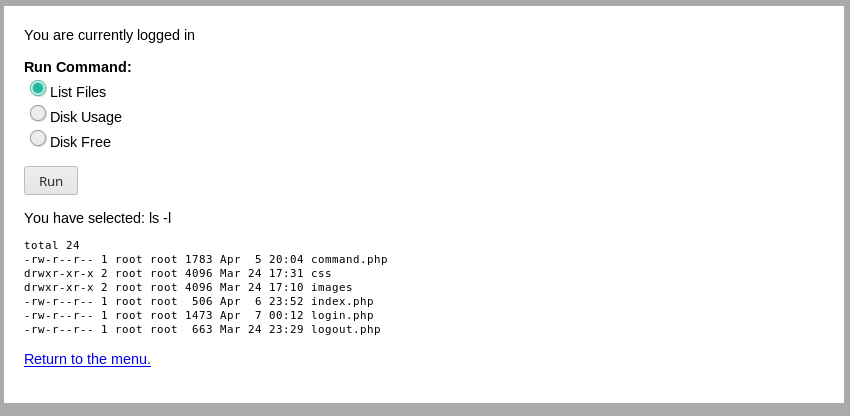 You are currently logged in
Run Command:
List Files
Disk Usage
Disk Free
Run
You have selected: ls -l
total 24
-rw-r--r-- 1 root root 1783 Apr  5 20:04 command.php
drwxr-xr-x 2 root root 4096 Mar 24 17:31 css
drwxr-xr-x 2 root root 4096 Mar 24 17:10 images
-rw-r--r-- 1 root root  506 Apr  6 23:52 index.php
-rw-r--r-- 1 root root 1473 Apr  7 00:12 login.php
-rw-r--r-- 1 root root  663 Mar 24 23:29 logout.php
Return to the menu.